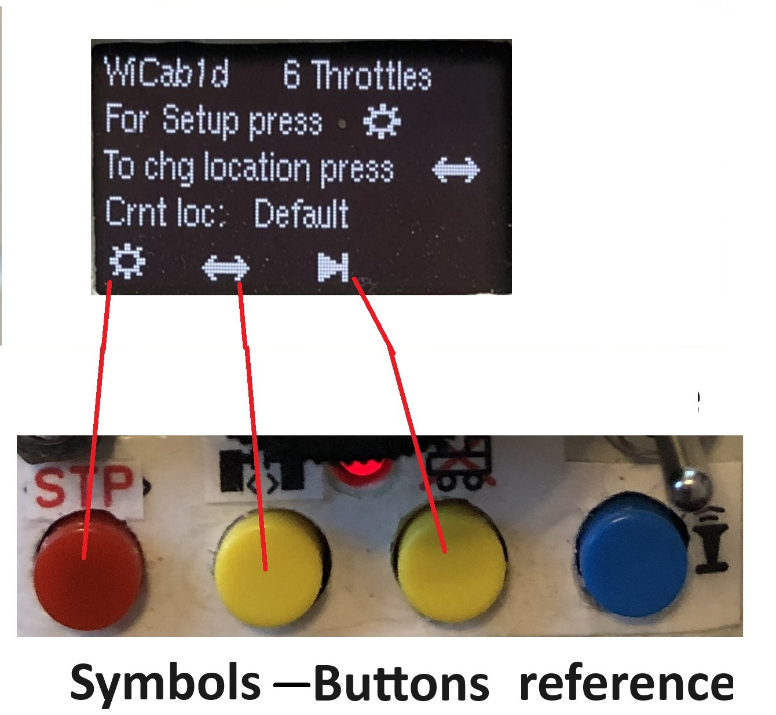 WiCab1d 6 Throttles
For Setup press
To chg location press
Crnt loc: Default
STP
Symbols —Buttons reference